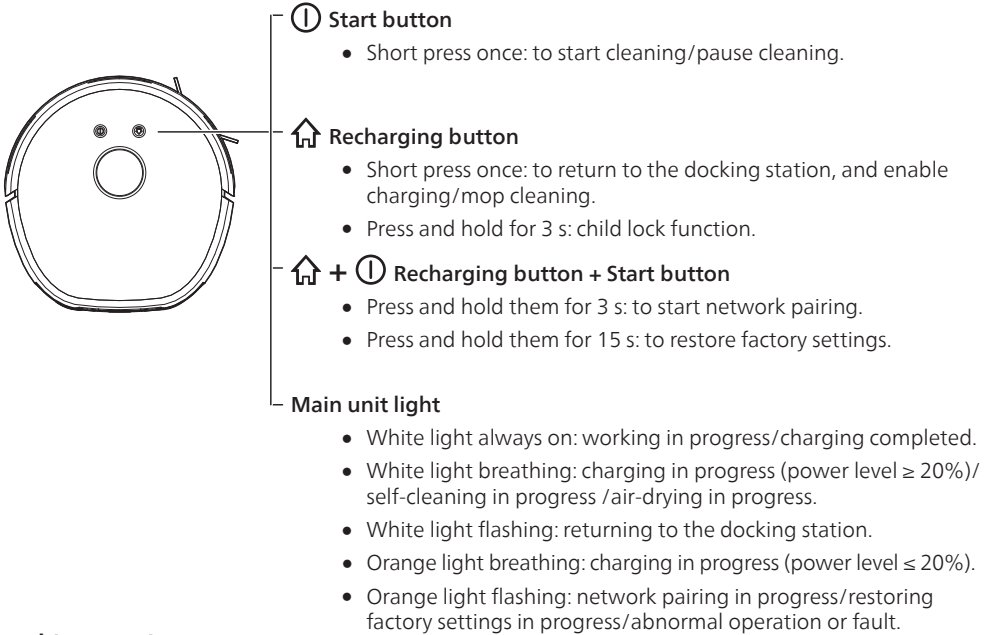 Start button
• Short press once: to start cleaning/pause cleaning.
Recharging button
• Short press once: to return to the docking station, and enable
charging/mop cleaning.
• Press and hold for 3 s: child lock function.
+ Recharging button + Start button
• Press and hold them for 3 s: to start network pairing.
• Press and hold them for 15 s: to restore factory settings.
Main unit light
• White light always on: working in progress/charging completed.
• White light breathing: charging in progress (power level ≥ 20%)/
self-cleaning in progress /air-drying in progress.
• White light flashing: returning to the docking station.
• Orange light breathing: charging in progress (power level ≤ 20%).
• Orange light flashing: network pairing in progress/restoring
factory settings in progress/abnormal operation or fault.